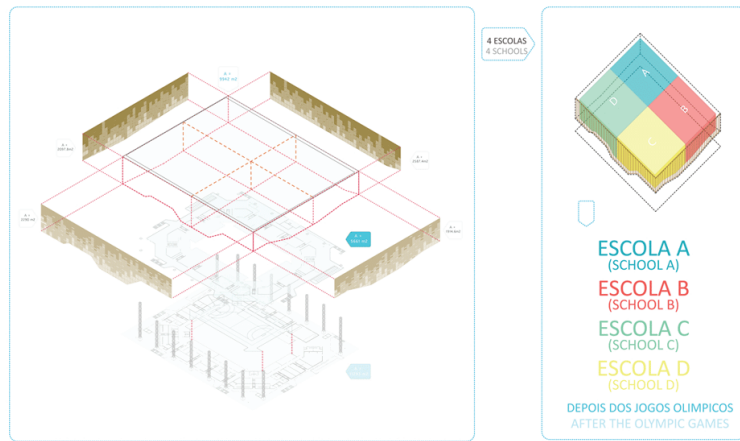 4 ESCOLAS
4 SCHOOLS
A
B
D
C
ESCOLA A
(SCHOOL A)
ESCOLA B
(SCHOOL B)
ESCOLA C
(SCHOOL C)
ESCOLA D
(SCHOOL D)
DEPOIS DOS JOGOS OLIMPICOS
AFTER THE OLYMPIC GAMES